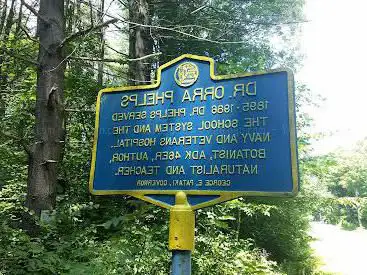 DR. ORRA PHELPS
1895-1986 DR. PHELPS SERVED
THE SCHOOL SYSTEM AND THE
NAVY AND VETERANS HOSPITAL.
BOTANIST, ADK 46ER, AUTHOR,
NATURALIST AND TEACHER.
GEORGE E. PATAKI, GOVERNOR